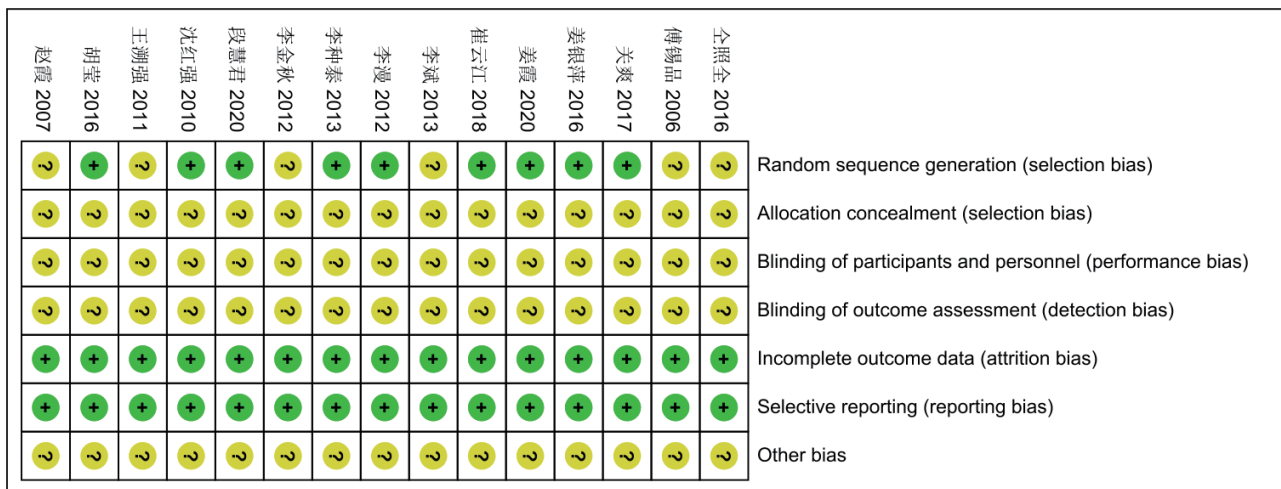 赵霞 2007
胡莹 2016
王溯强 2011
沈红强 2010
段慧君 2020
李金秋 2012
李种泰 2013
李漫 2012
李斌 2013
崔云江 2018
姜霞 2020
姜银萍 2016
关爽 2017
傅锡品 2006
仝照全 2016
? + ? + + ? + + ? + + + + ? ? Random sequence generation (selection bias)
? ? ? ? ? ? ? ? ? ? ? ? ? ? ? Allocation concealment (selection bias)
? ? ? ? ? ? ? ? ? ? ? ? ? ? ? Blinding of participants and personnel (performance bias)
? ? ? ? ? ? ? ? ? ? ? ? ? ? ? Blinding of outcome assessment (detection bias)
+ + + + + + + + + + + + + + + Incomplete outcome data (attrition bias)
+ + + + + + + + + + + + + + + Selective reporting (reporting bias)
? ? ? ? ? ? ? ? ? ? ? ? ? ? ? Other bias